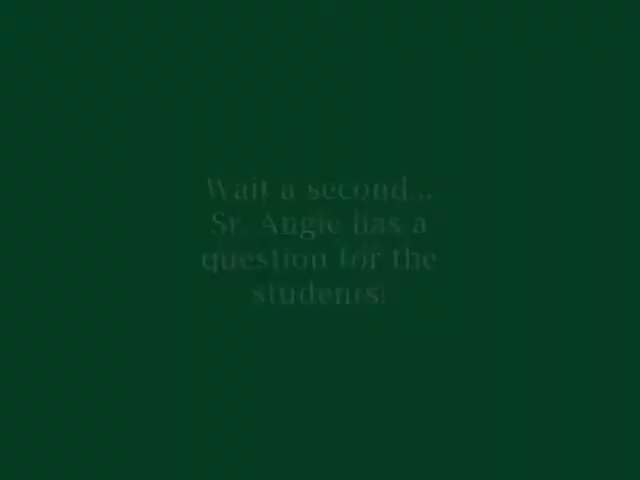 Wait a second...
Sr. Angie has a
question for the
students!